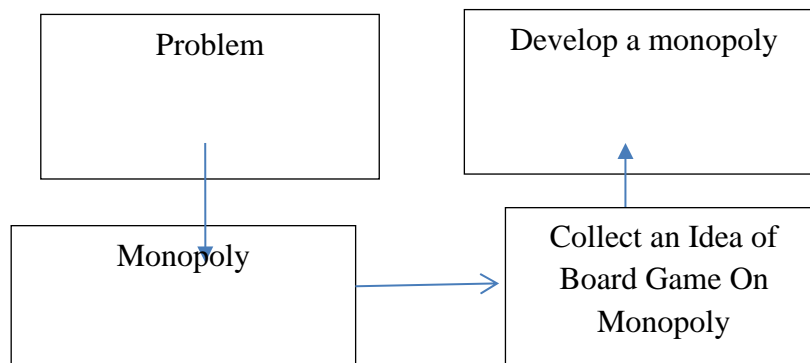 Problem
Develop a monopoly
Monopoly
Collect an Idea of
Board Game On
Monopoly